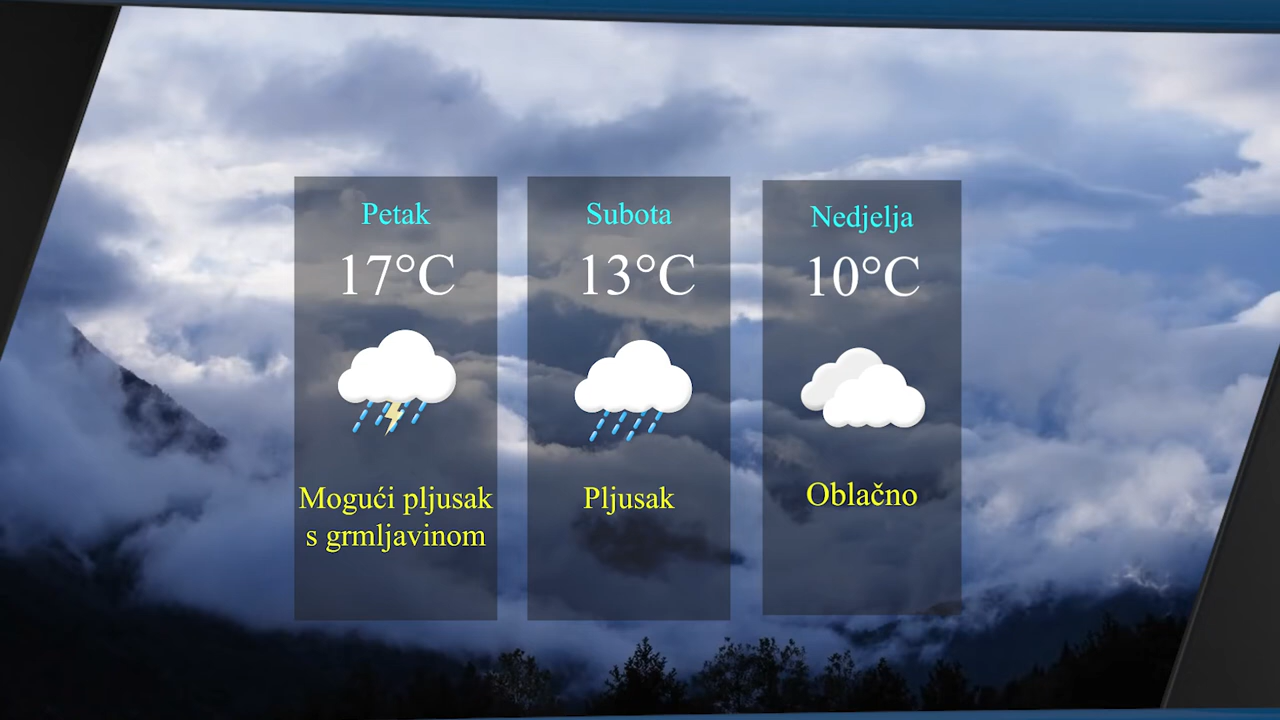 Petak
17°C
Mogući pljusak
s grmljavinom
Subota
13°C
Pljusak
Nedjelja
10°C
Oblačno